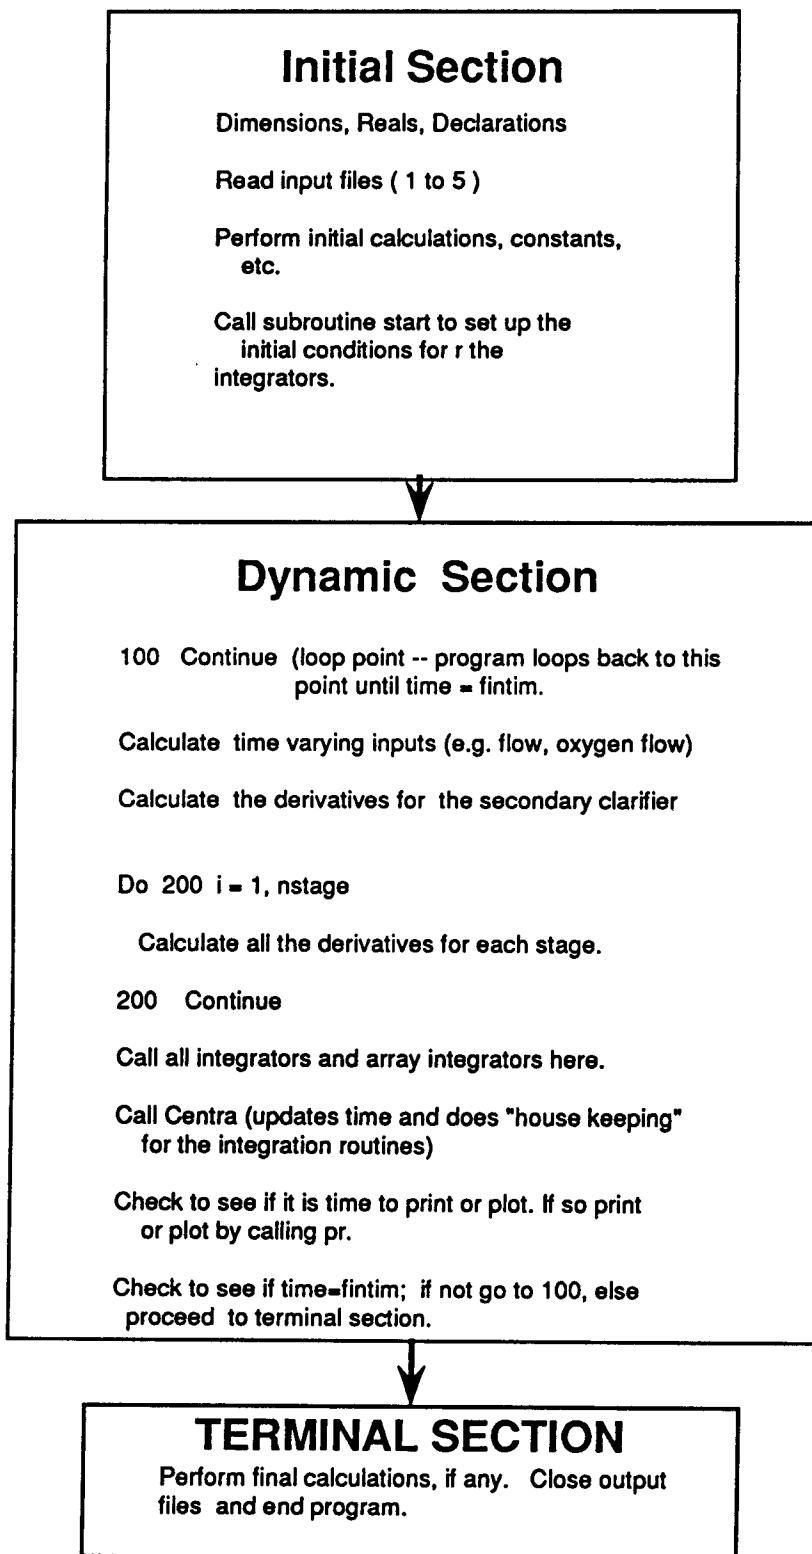 Initial Section
Dimensions, Reals, Declarations
Read input files ( 1 to 5 )
Perform initial calculations, constants,
etc.
Call subroutine start to set up the
initial conditions for r the
integrators.
Dynamic Section
100 Continue (loop point -- program loops back to this
point until time = fintim.
Calculate time varying inputs (e.g. flow, oxygen flow)
Calculate the derivatives for the secondary clarifier
Do 200 i = 1, nstage
Calculate all the derivatives for each stage.
200 Continue
Call all integrators and array integrators here.
Call Centra (updates time and does "house keeping"
for the integration routines)
Check to see if it is time to print or plot. If so print
or plot by calling pr.
Check to see if time=fintim; if not go to 100, else
proceed to terminal section.
TERMINAL SECTION
Perform final calculations, if any. Close output
files and end program.